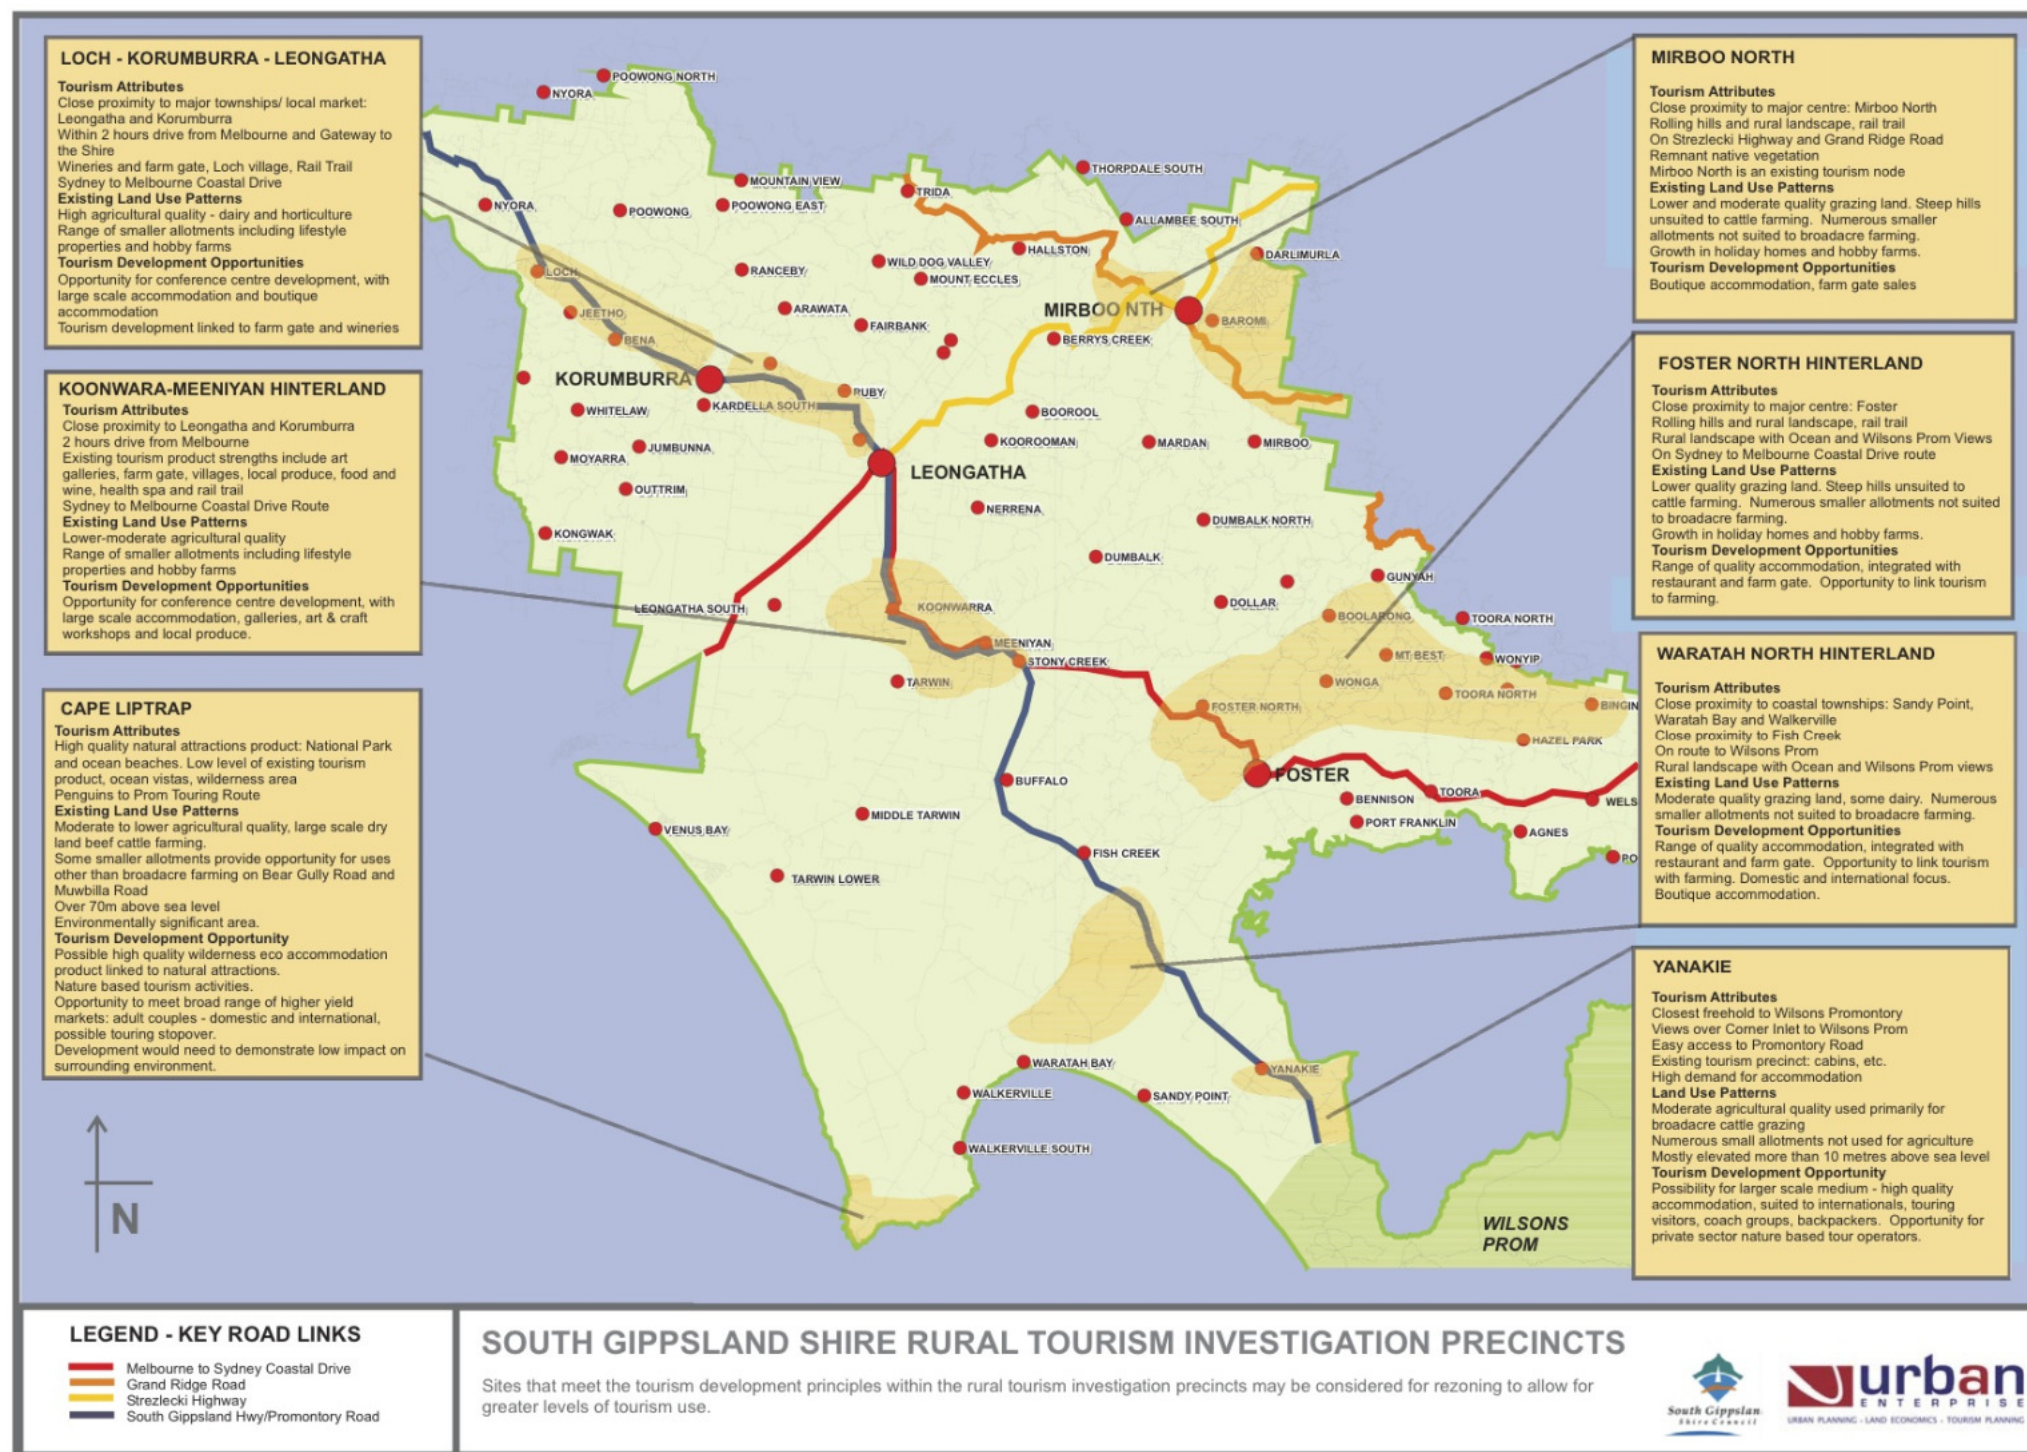 LOCH - KORUMBURRA - LEONGATHA
Tourism Attributes
Close proximity to major townships/ local market:
Leongatha and Korumburra
Within 2 hours drive from Melbourne and Gateway to
the Shire
Wineries and farm gate, Loch village, Rail Trail
Sydney to Melbourne Coastal Drive
Existing Land Use Patterns
High agricultural quality - dairy and horticulture
Range of smaller allotments including lifestyle
properties and hobby farms
Tourism Development Opportunities
Opportunity for conference centre development, with
large scale accommodation and boutique
accommodation
Tourism development linked to farm gate and wineries
KOONWARA-MEENIYAN HINTERLAND
Tourism Attributes
Close proximity to Leongatha and Korumburra
2 hours drive from Melbourne
Existing tourism product strengths include art
galleries, farm gate, villages, local produce, food and
wine, health spa and rail trail
Sydney to Melbourne Coastal Drive Route
Existing Land Use Patterns
Lower-moderate agricultural quality
Range of smaller allotments including lifestyle
properties and hobby farms
Tourism Development Opportunities
Opportunity for conference centre development, with
large scale accommodation, galleries, art & craft
workshops and local produce.
CAPE LIPTRAP
Tourism Attributes
High quality natural attractions product: National Park
and ocean beaches. Low level of existing tourism
product, ocean vistas, wilderness area
Penguins to Prom Touring Route
Existing Land Use Patterns
Moderate to lower agricultural quality, large scale dry
land beef cattle farming.
Some smaller allotments provide opportunity for uses
other than broadacre farming on Bear Gully Road and
Muwbilla Road
Over 70m above sea level
Environmentally significant area.
Tourism Development Opportunity
Possible high quality wilderness eco accommodation
product linked to natural attractions.
Nature based tourism activities.
Opportunity to meet broad range of higher yield
markets: adult couples - domestic and international,
possible touring stopover.
Development would need to demonstrate low impact on
surrounding environment.
N
POOWONG NORTH
NYORA
THORPDALE SOUTH
MOUNTAIN VIEW
TRIDA
NYORA
POOWONG
POOWONG EAST
ALLAMBEE SOUTH
HALLSTON
DARLIMURLA
WILD DOG VALLEY
LOCH
RANCEBY
MOUNT ECCLES
JEETHO
ARAWATA
MIRBOO NTH
BAROMI
FAIRBANK
BENA
BERRYS CREEK
KORUMBURRA
RUBY
WHITELAW
KARDELLA SOUTH
BOOROOL
JUMBUNNA
KOOROOMAN
MARDAN
MIRBOO
MOYARRA
LEONGATHA
OUTTRIM
NERRENA
DUMBALK NORTH
KONGWAK
DUMBALK
GUNYAH
LEONGATHA SOUTH
KOONWARRA
DOLLAR
BOOLARONG
TOORA NORTH
MEENIYAN
STONY CREEK
MT BEST
WONYIP
TARWIN
WONGA
TOORA NORTH
FOSTER NORTH
BINGIN
HAZEL PARK
FOSTER
BUFFALO
TOORA
BENNISON
WELS
MIDDLE TARWIN
PORT FRANKLIN
VENUS BAY
AGNES
FISH CREEK
PO
TARWIN LOWER
WARATAH BAY
YANAKIE
WALKERVILLE
SANDY POINT
WALKERVILLE SOUTH
WILSONS
PROM
MIRBOO NORTH
Tourism Attributes
Close proximity to major centre: Mirboo North
Rolling hills and rural landscape, rail trail
On Strezlecki Highway and Grand Ridge Road
Remnant native vegetation
Mirboo North is an existing tourism node
Existing Land Use Patterns
Lower and moderate quality grazing land. Steep hills
unsuited to cattle farming. Numerous smaller
allotments not suited to broadacre farming.
Growth in holiday homes and hobby farms.
Tourism Development Opportunities
Boutique accommodation, farm gate sales
FOSTER NORTH HINTERLAND
Tourism Attributes
Close proximity to major centre: Foster
Rolling hills and rural landscape, rail trail
Rural landscape with Ocean and Wilsons Prom Views
On Sydney to Melbourne Coastal Drive route
Existing Land Use Patterns
Lower quality grazing land. Steep hills unsuited to
cattle farming. Numerous smaller allotments not suited
to broadacre farming.
Growth in holiday homes and hobby farms.
Tourism Development Opportunities
Range of quality accommodation, integrated with
restaurant and farm gate. Opportunity to link tourism
to farming.
WARATAH NORTH HINTERLAND
Tourism Attributes
Close proximity to coastal townships: Sandy Point,
Waratah Bay and Walkerville
Close proximity to Fish Creek
On route to Wilsons Prom
Rural landscape with Ocean and Wilsons Prom views
Existing Land Use Patterns
Moderate quality grazing land, some dairy. Numerous
smaller allotments not suited to broadacre farming.
Tourism Development Opportunities
Range of quality accommodation, integrated with
restaurant and farm gate. Opportunity to link tourism
with farming. Domestic and international focus.
Boutique accommodation.
YANAKIE
Tourism Attributes
Closest freehold to Wilsons Promontory
Views over Corner Inlet to Wilsons Prom
Easy access to Promontory Road
Existing tourism precinct: cabins, etc.
High demand for accommodation
Land Use Patterns
Moderate agricultural quality used primarily for
broadacre cattle grazing
Numerous small allotments not used for agriculture
Mostly elevated more than 10 metres above sea level
Tourism Development Opportunity
Possibility for larger scale medium - high quality
accommodation, suited to internationals, touring
visitors, coach groups, backpackers. Opportunity for
private sector nature based tour operators.
LEGEND - KEY ROAD LINKS
Melbourne to Sydney Coastal Drive
Grand Ridge Road
Strezlecki Highway
South Gippsland Hwy/Promontory Road
SOUTH GIPPSLAND SHIRE RURAL TOURISM INVESTIGATION PRECINCTS
Sites that meet the tourism development principles within the rural tourism investigation precincts may be considered for rezoning to allow for
greater levels of tourism use.
South Gippslan
Shire Council
urban
ENTERPRISE
URBAN PLANNING - LAND ECONOMICS - TOURISM PLANNING